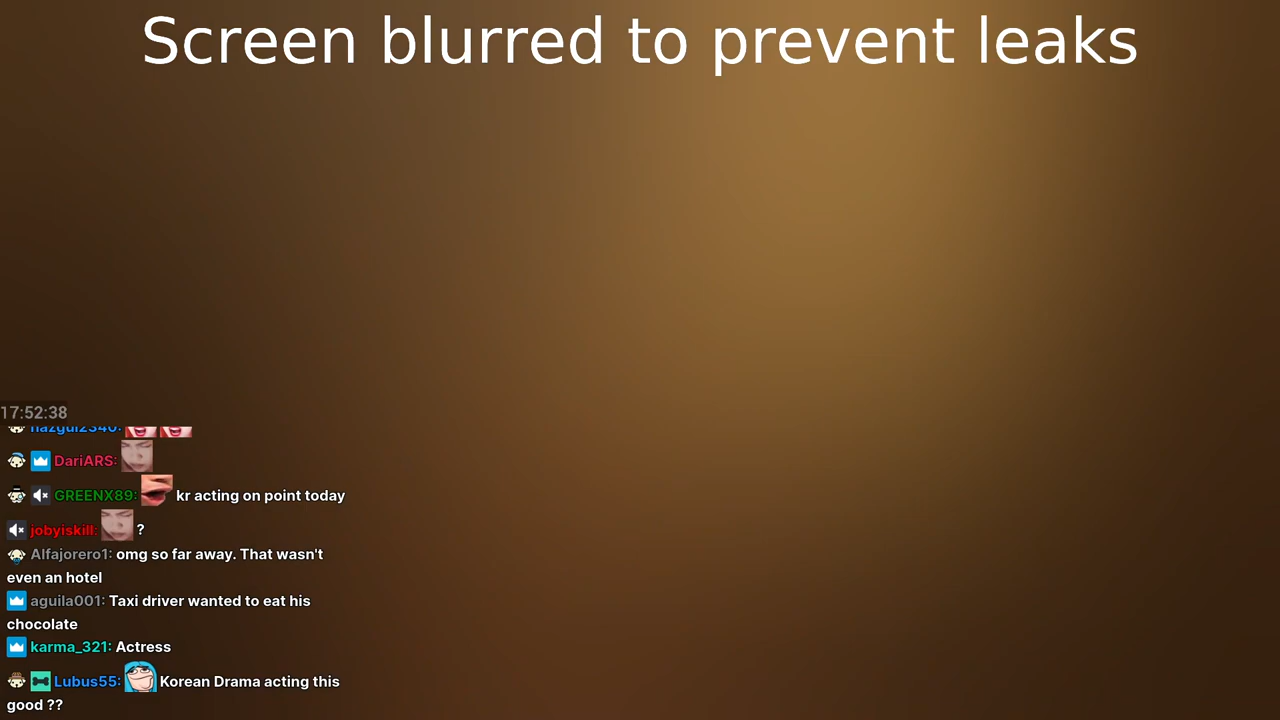 Screen blurred to prevent leaks
17:52:38
nazgul2340:
DariARS:
GREENX89: kr acting on point today
jobyiskill: ?
Alfajorero1: omg so far away. That wasn't
even an hotel
aguila001: Taxi driver wanted to eat his
chocolate
karma_321: Actress
Lubus55: Korean Drama acting this
good ??